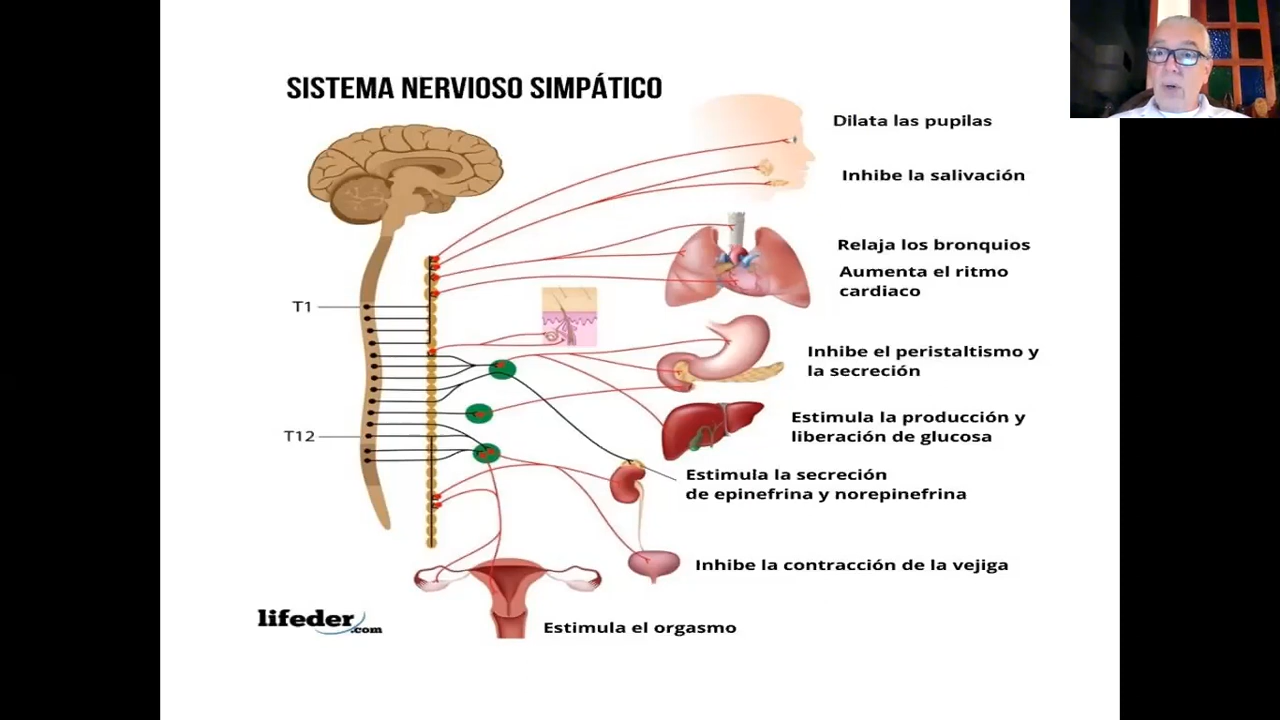 SISTEMA NERVIOSO SIMPÁTICO
Dilata las pupilas
Inhibe la salivación
Relaja los bronquios
Aumenta el ritmo
cardiaco
T1
Inhibe el peristaltismo y
la secreción
Estimula la producción y
liberación de glucosa
T12
Estimula la secreción
de epinefrina y norepinefrina
Inhibe la contracción de la vejiga
lifeder
.com
Estimula el orgasmo